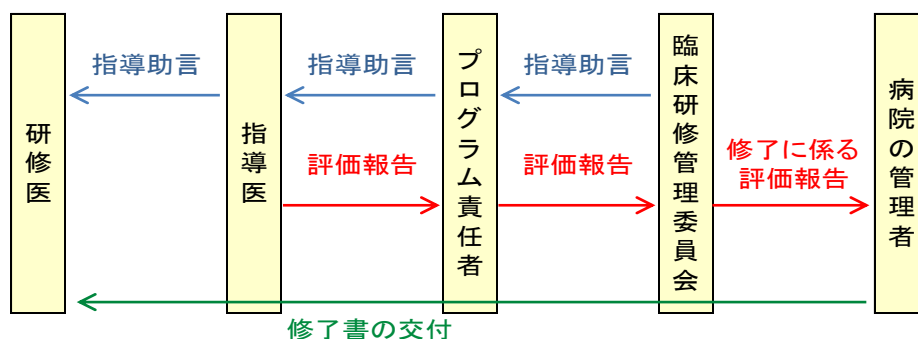 研修医
指導助言
指導医
指導助言
評価報告
プログラム責任者
指導助言
評価報告
臨床研修管理委員会
修了に係る
評価報告
病院の管理者
修了書の交付